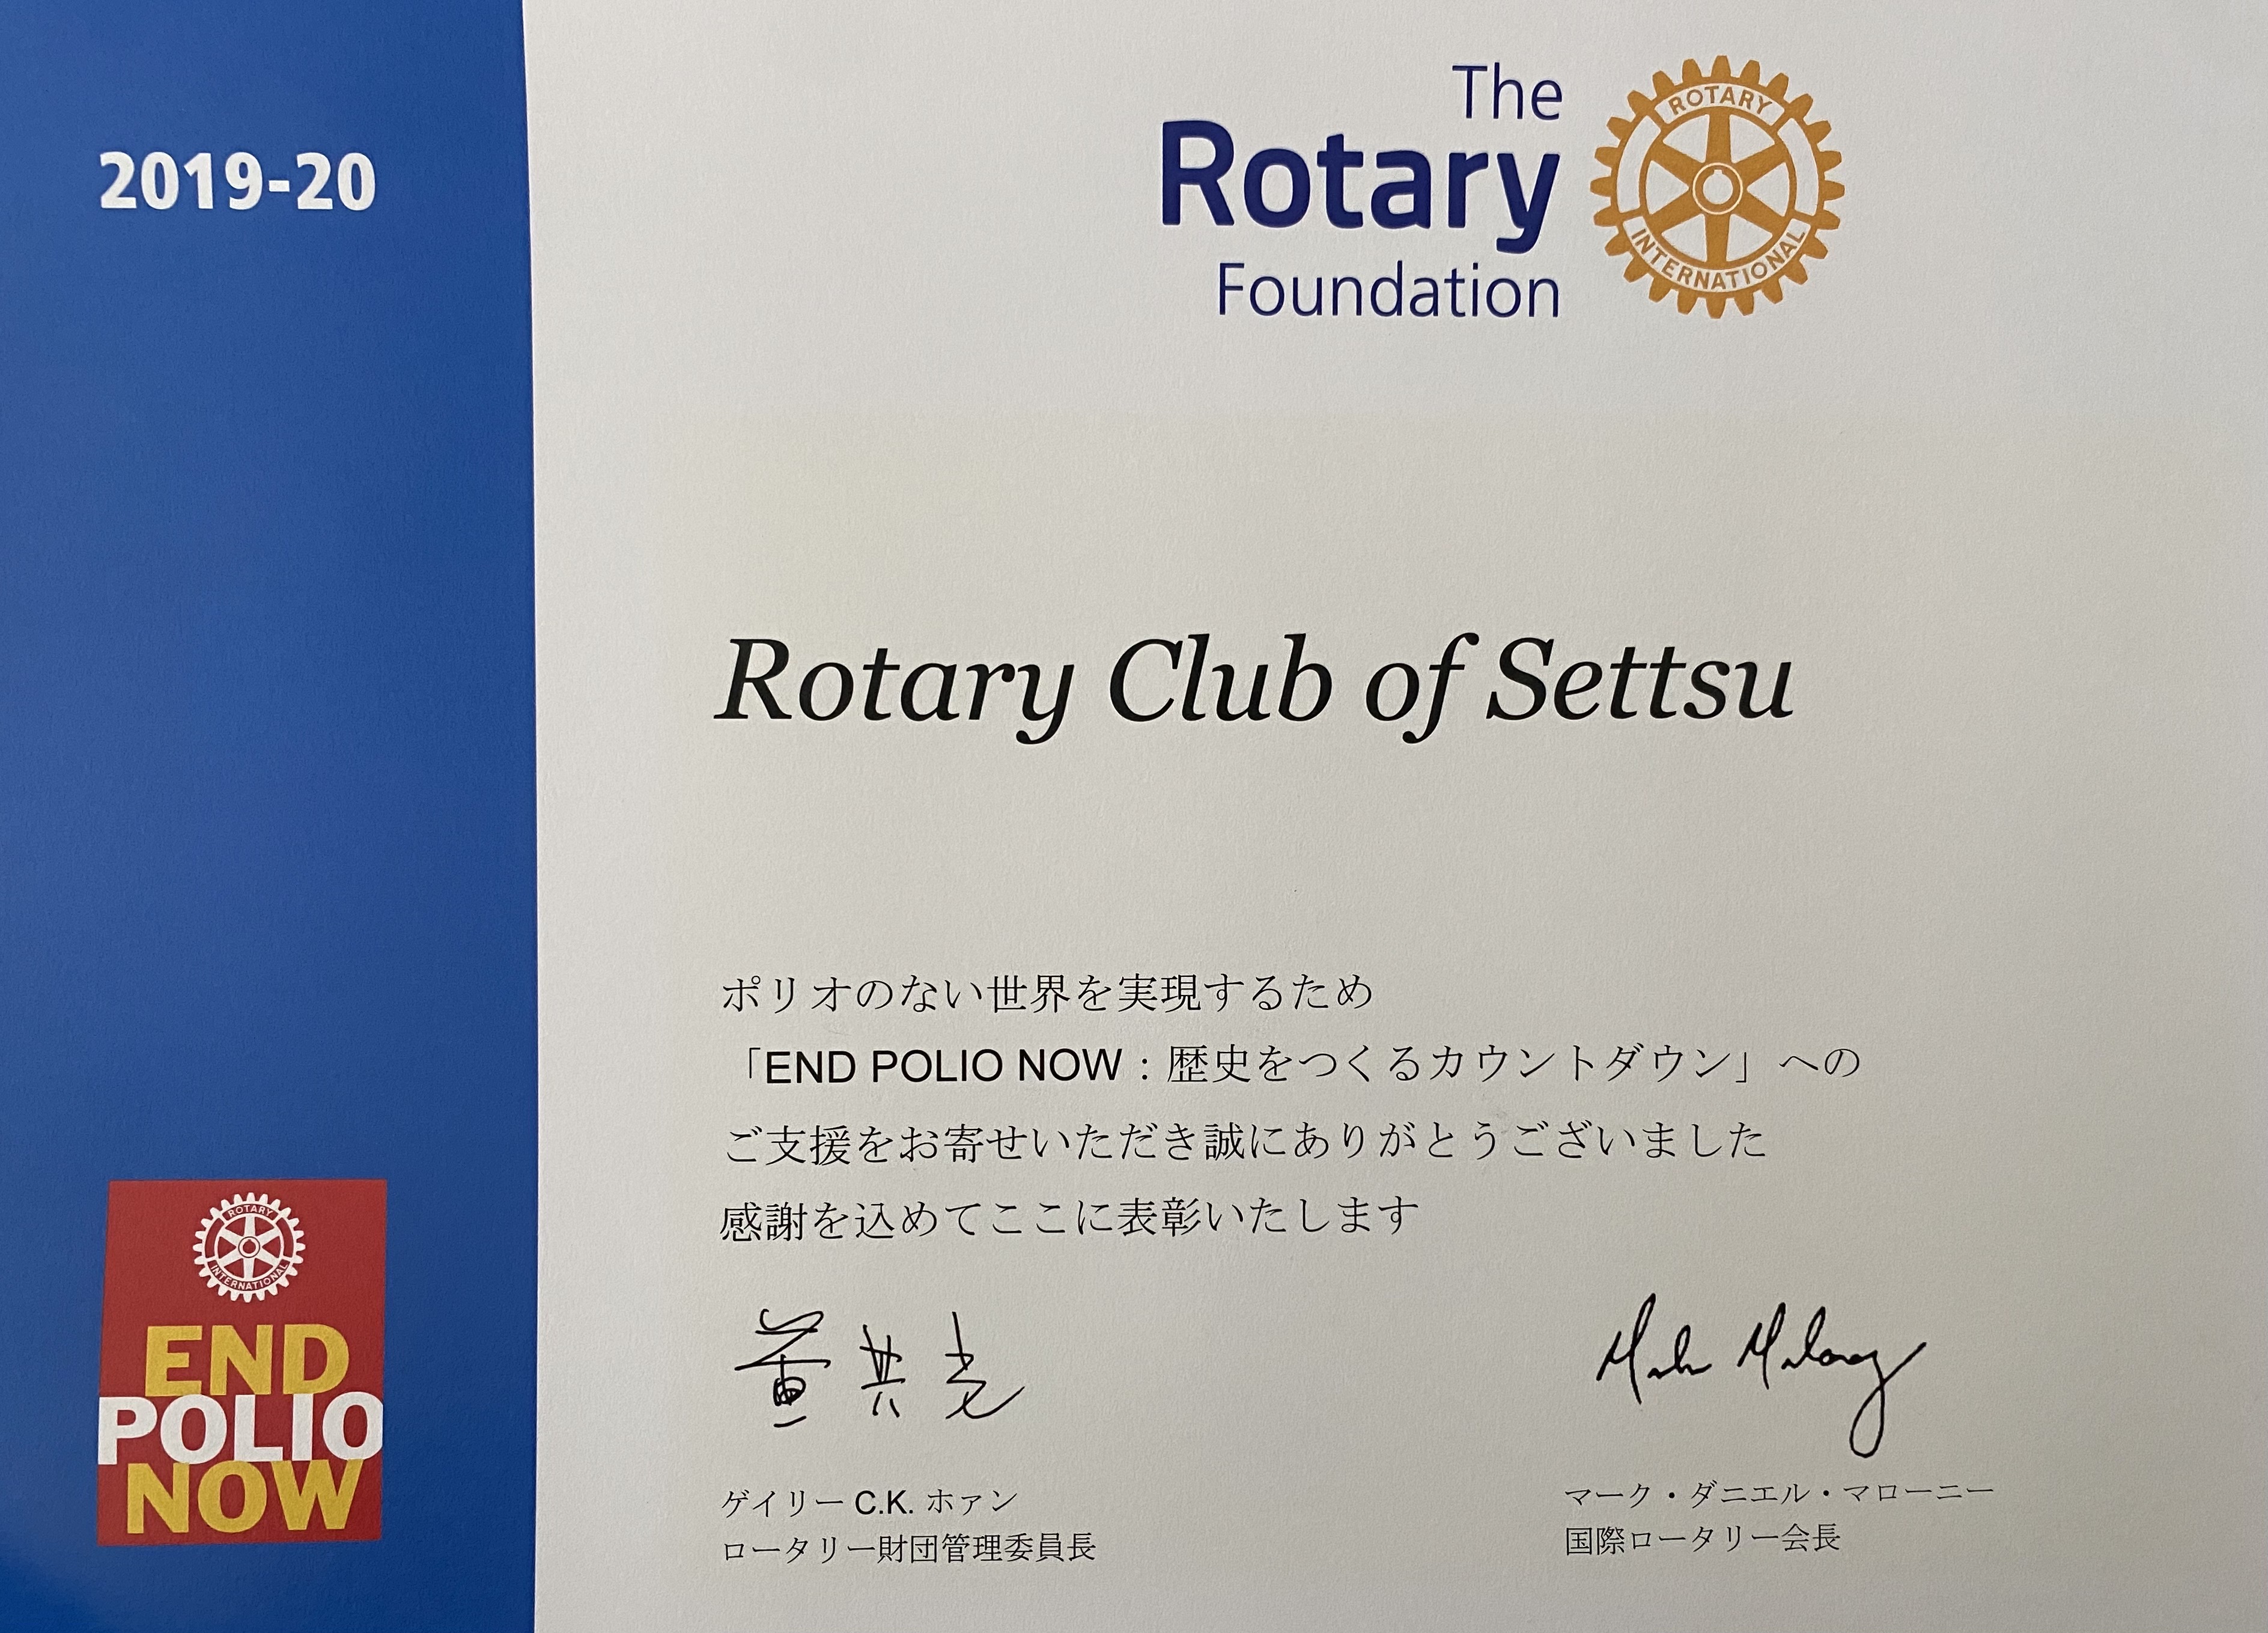 2019-20
The
Rotary
Foundation
ROTARY
INTERNATIONAL
Rotary Club of Settsu
ポリオのない世界を実現するため
「END POLIO NOW：歴史をつくるカウントダウン」への
ご支援をお寄せいただき誠にありがとうございました
感謝を込めてここに表彰いたします
董共亮
ゲイリー C.K. ホァン
ロータリー財団管理委員長
マーク・ダニエル・マローニー
国際ロータリー会長
ROTARY
INTERNATIONAL
END
POLIO
NOW